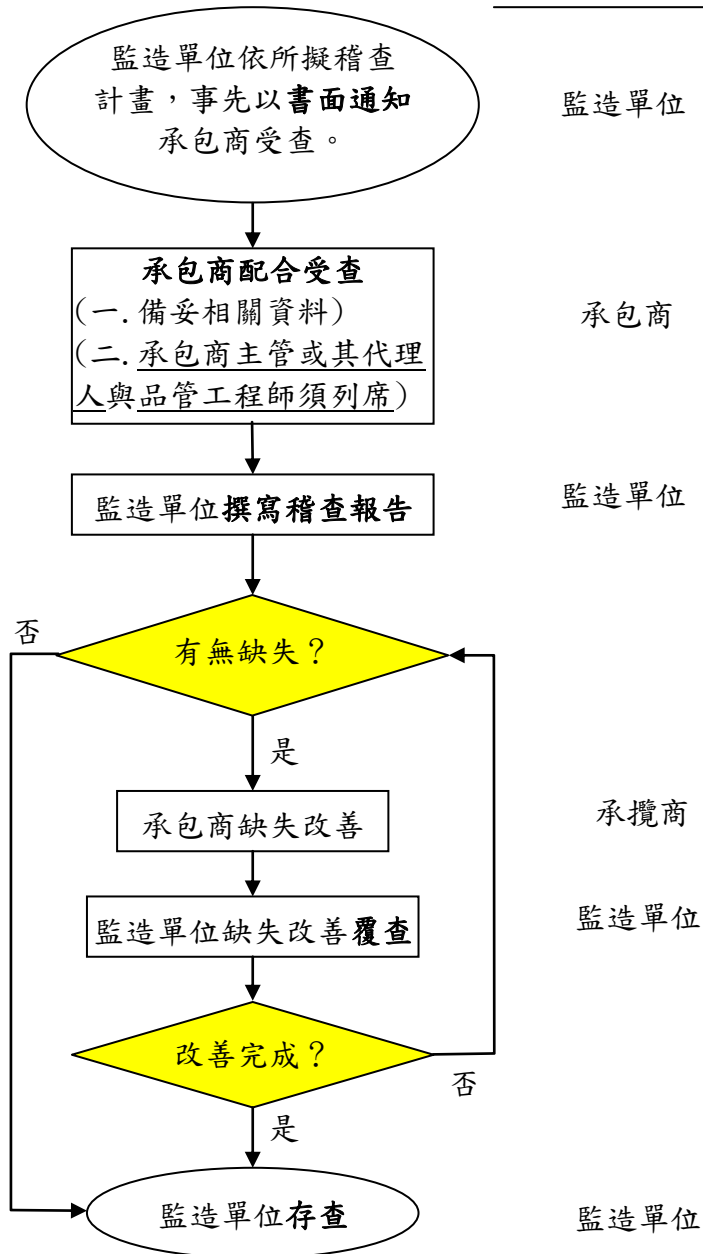 監造單位依所擬稽查
計畫，事先以書面通知
承包商受查。
監造單位
承包商配合受查
(一.備妥相關資料)
(二.承包商主管或其代理
人與品管工程師須列席)
承包商
監造單位撰寫稽查報告
監造單位
否
有無缺失？
是
承包商缺失改善
承攬商
監造單位缺失改善覆查
監造單位
改善完成？
否
是
監造單位存查
監造單位